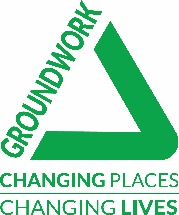 GROUNDWORK
CHANGING PLACES
CHANGING LIVES